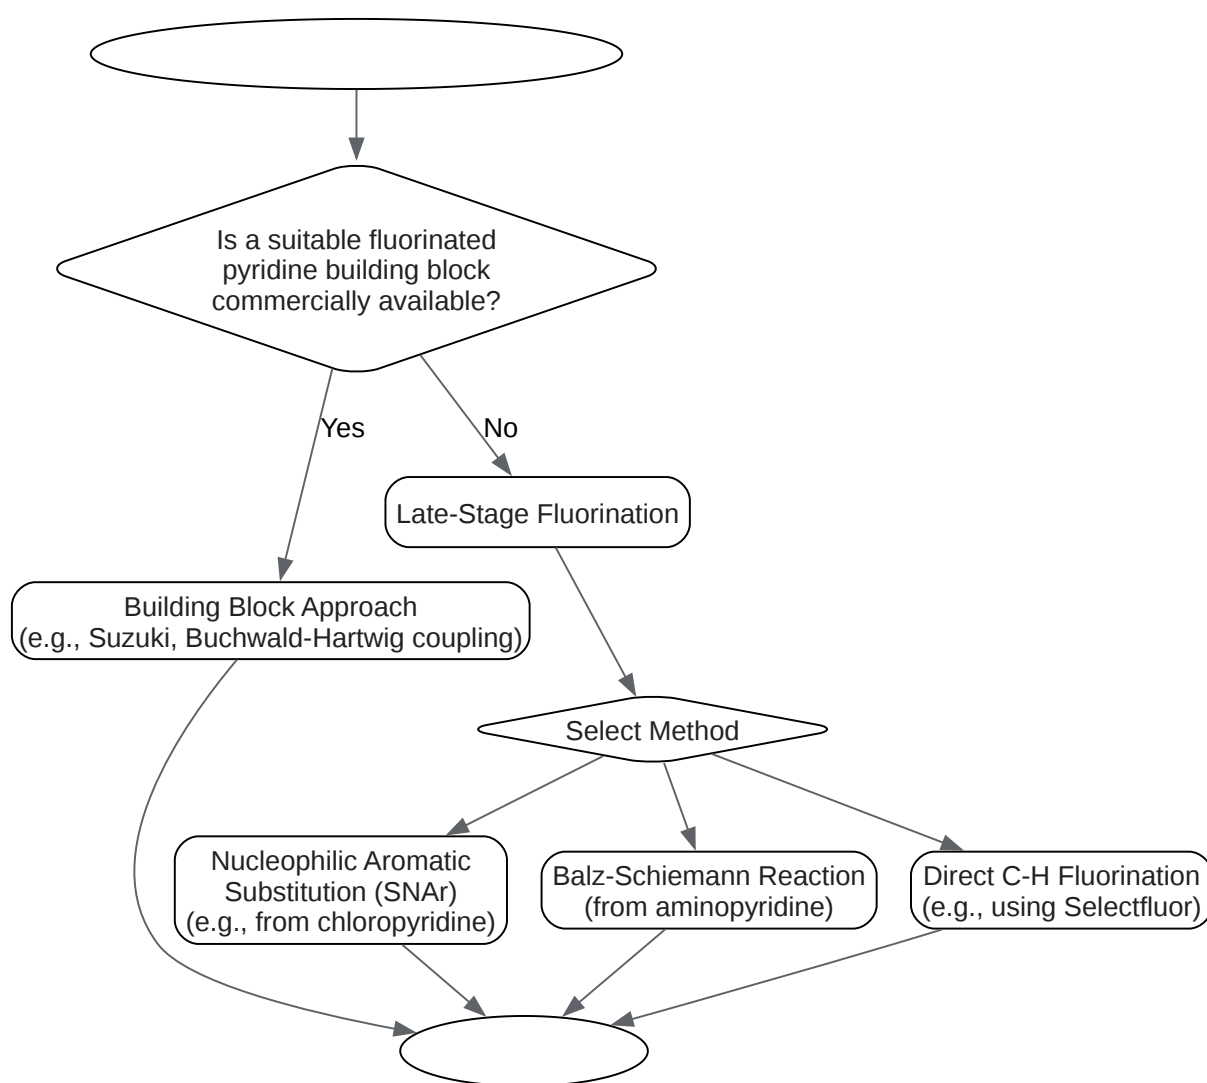 Is a suitable fluorinated
pyridine building block
commercially available?
Yes
No
Late-Stage Fluorination
Building Block Approach
(e.g., Suzuki, Buchwald-Hartwig coupling)
Select Method
Nucleophilic Aromatic
Substitution (SNAr)
(e.g., from chloropyridine)
Balz-Schiemann Reaction
(from aminopyridine)
Direct C-H Fluorination
(e.g., using Selectfluor)